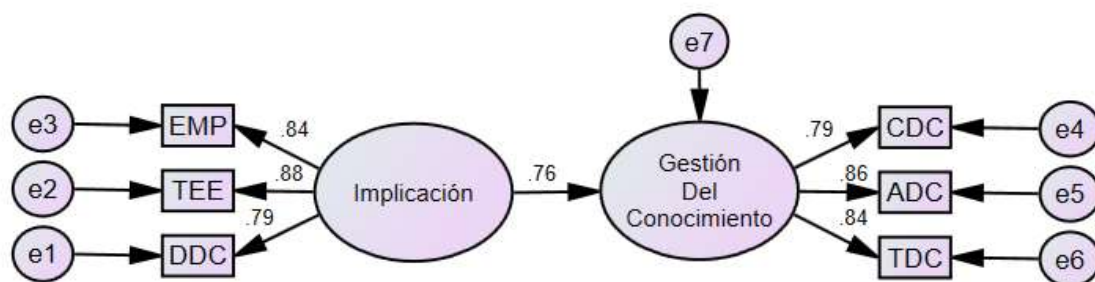 e7
e3
EMP
.84
.79
CDC
e4
e2
TEE
.88
Implicación
.76
Gestión
Del
Conocimiento
.86
ADC
e5
.79
.84
e1
DDC
TDC
e6